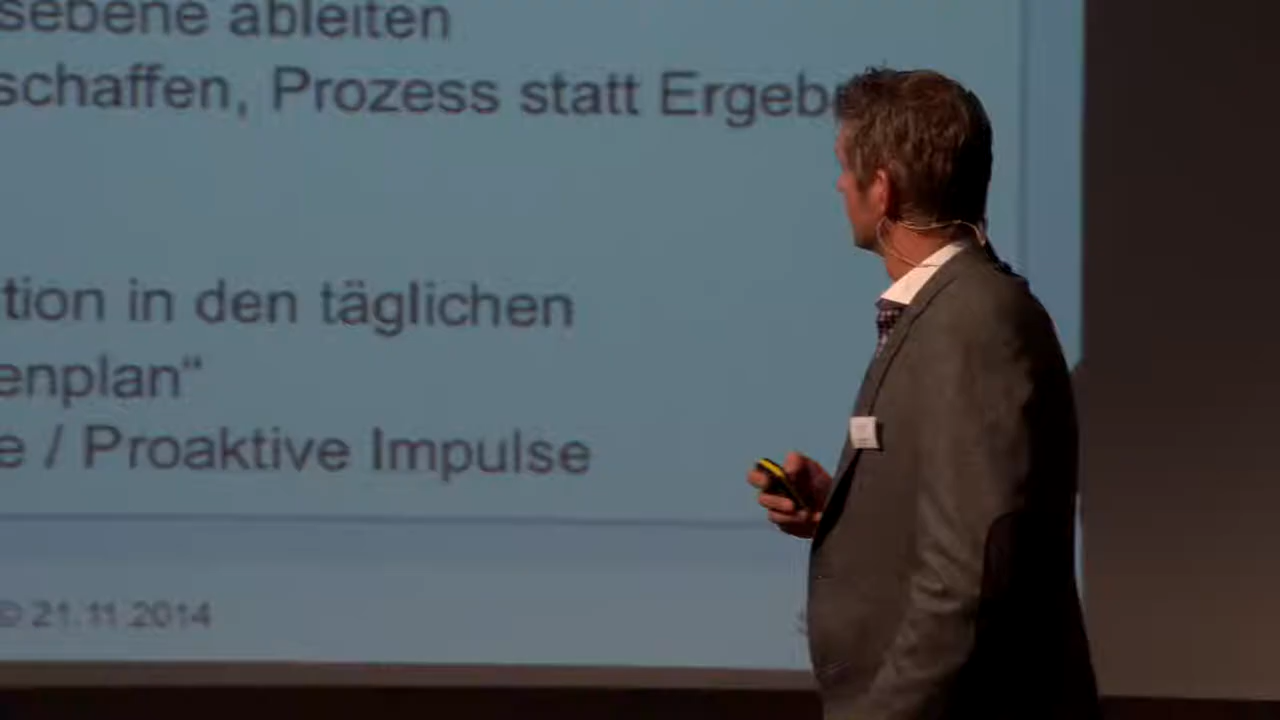 sebene ableiten
schaffen, Prozess statt Ergeb
tion in den täglichen
enplan“
e / Proaktive Impulse
© 21.11.2014